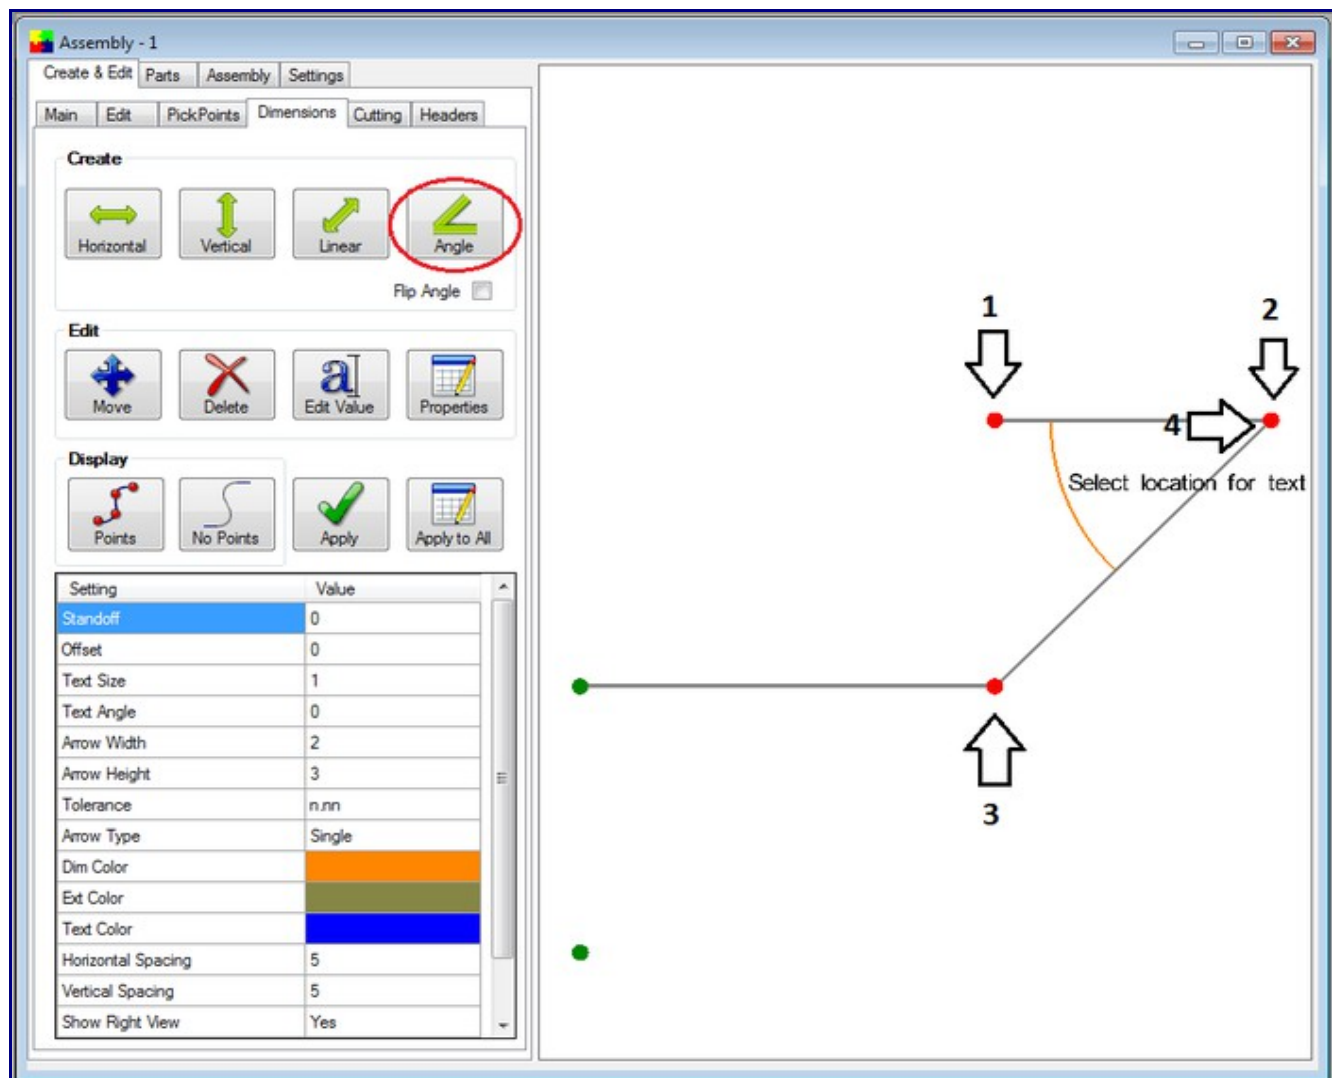 Assembly - 1
Create & Edit Parts Assembly Settings
Main Edit PickPoints Dimensions Cutting Headers
Create
Horizontal Vertical Linear Angle
Flip Angle
Edit
Move Delete Edit Value Properties
Display
Points No Points Apply Apply to All
Setting Value
Standoff 0
Offset 0
Text Size 1
Text Angle 0
Arrow Width 2
Arrow Height 3
Tolerance n.nn
Arrow Type Single
Dim Color
Ext Color
Text Color
Horizontal Spacing 5
Vertical Spacing 5
Show Right View Yes
1 2
4
Select location for text
3